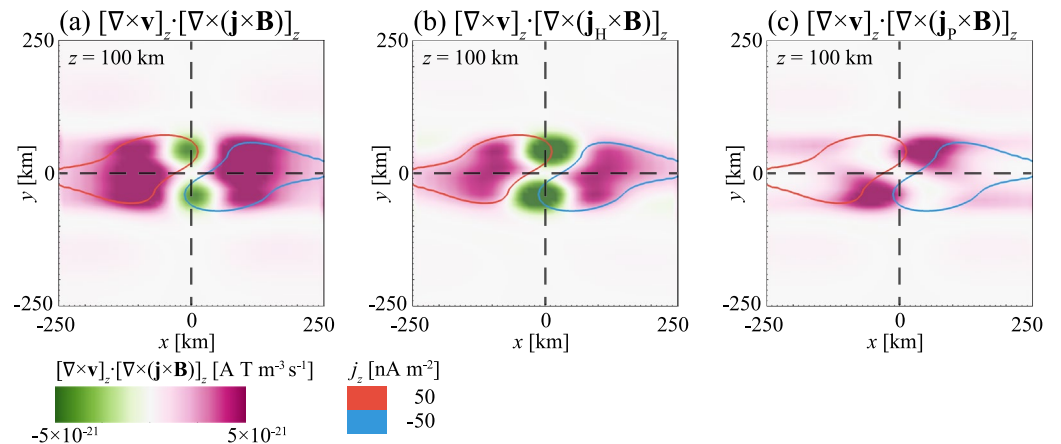 (a) [∇×v]z·[∇×(j×B)]z
(b) [∇×v]z·[∇×(jH×B)]z
(c) [∇×v]z·[∇×(jP×B)]z
250
z = 100 km
250
z = 100 km
250
z = 100 km
y [km]
0
y [km]
0
y [km]
0
-250
-250
-250
-250
0
250
-250
0
250
-250
0
250
x [km]
x [km]
x [km]
[∇×v]z·[∇×(j×B)]z [A T m⁻³ s⁻¹]
-5×10⁻²¹
5×10⁻²¹
jz [nA m⁻²]
50
-50